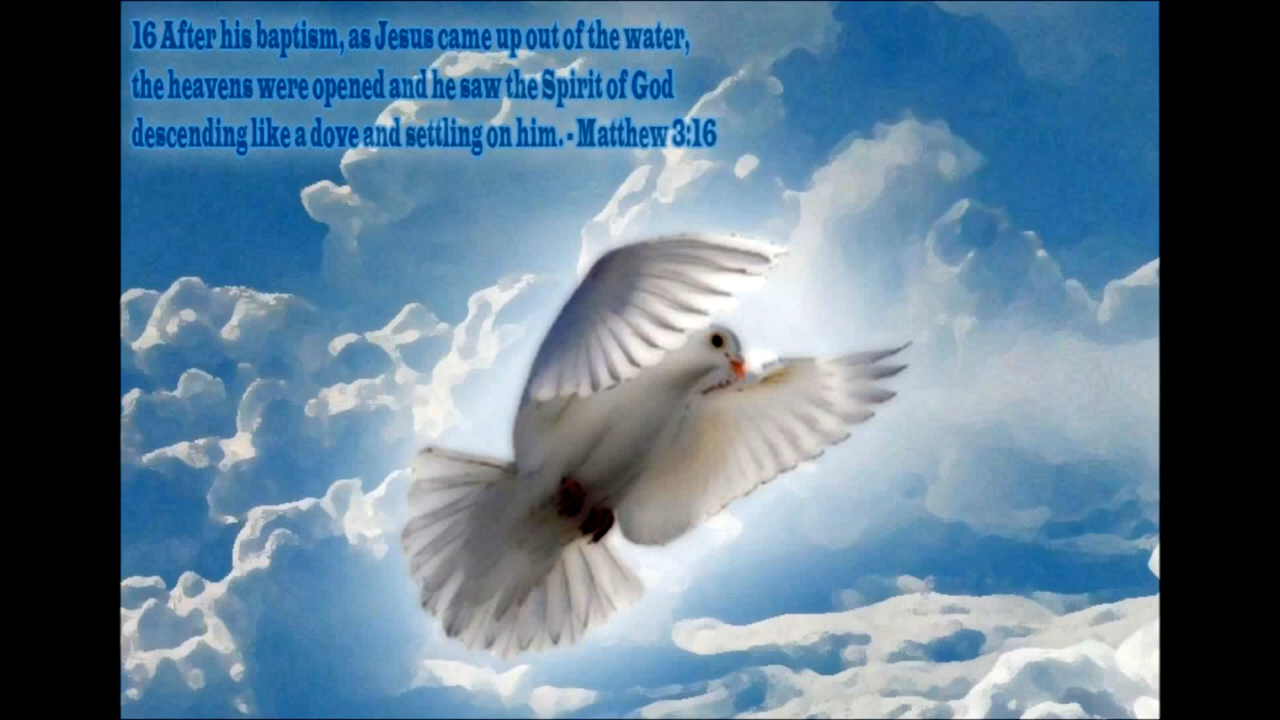 16 After his baptism, as Jesus came up out of the water,
the heavens were opened and he saw the Spirit of God
descending like a dove and settling on him. - Matthew 3:16